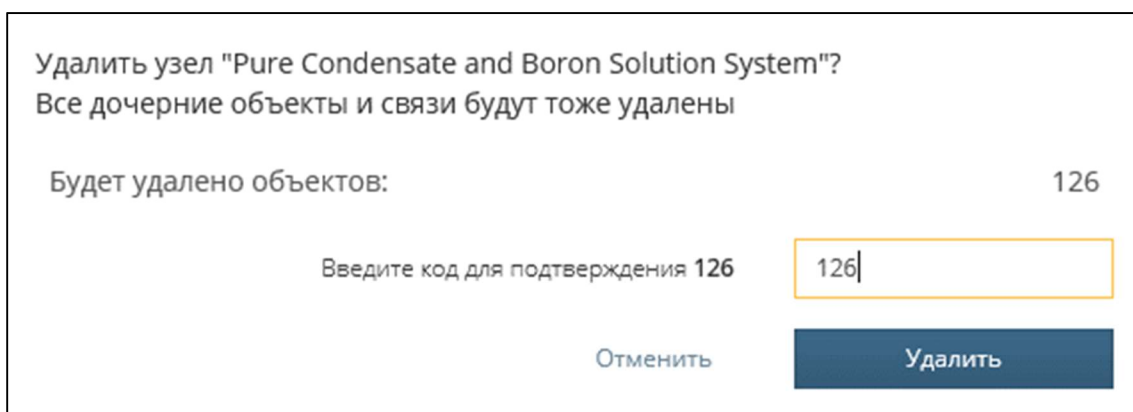 Удалить узел "Pure Condensate and Boron Solution System"?
Все дочерние объекты и связи будут тоже удалены
Будет удалено объектов: 126
Введите код для подтверждения 126 126
Отменить Удалить